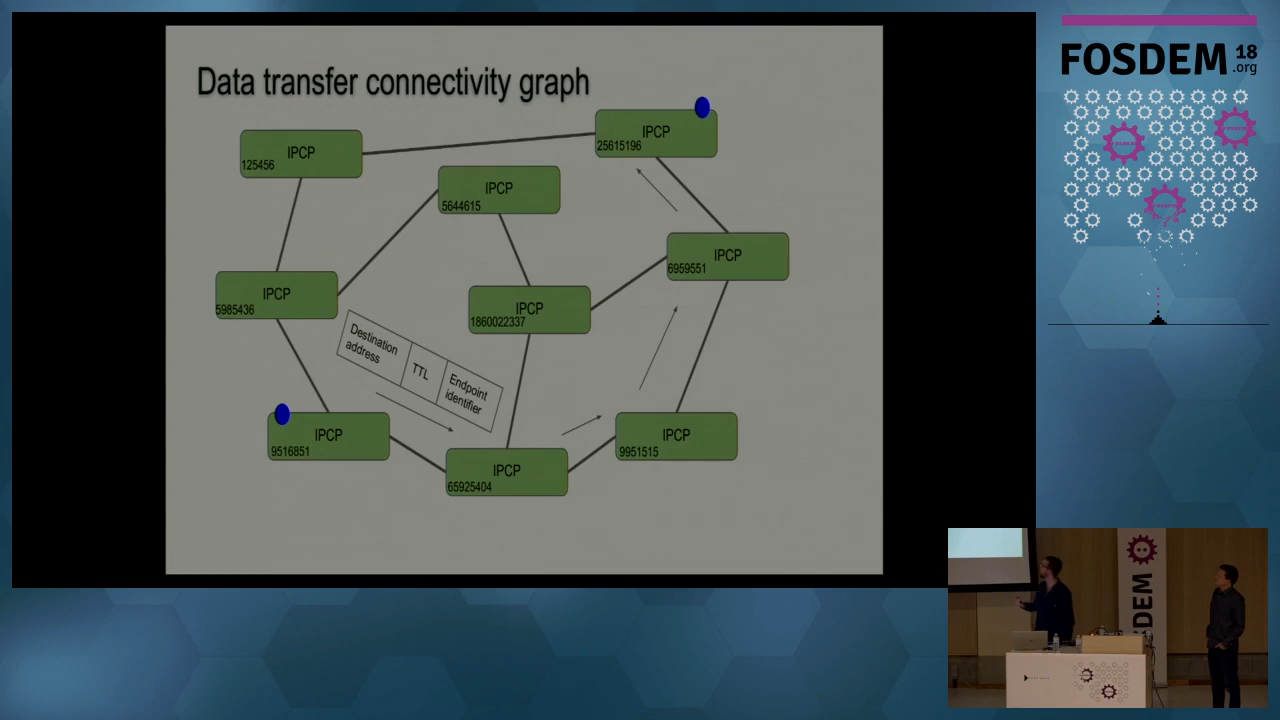 Data transfer connectivity graph
IPCP
25615196
IPCP
125456
IPCP
5644615
IPCP
6959551
IPCP
5985436
IPCP
1860022337
Destination
address
TTL
Endpoint
identifier
IPCP
9516851
IPCP
9951515
IPCP
65925404
FOSDEM 18
.org
DEM